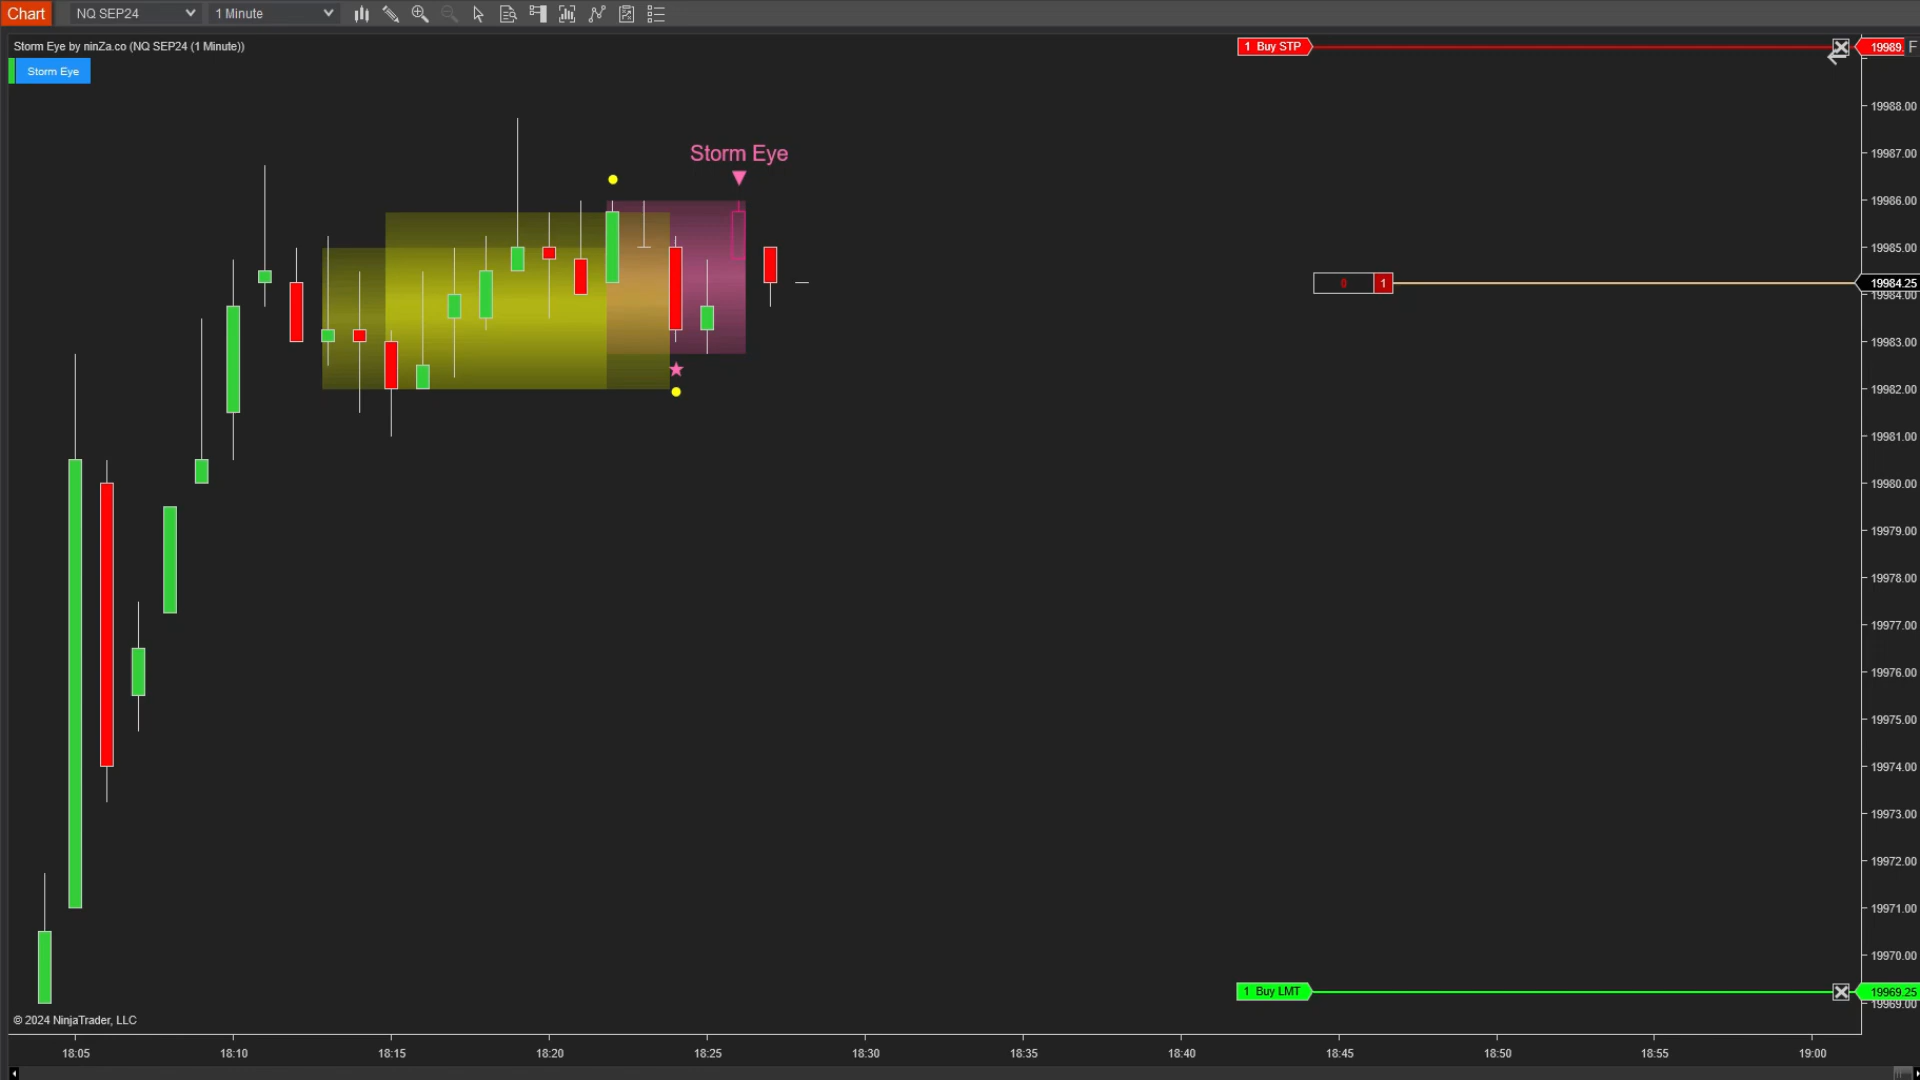 Chart NQ SEP24 1 Minute
Storm Eye by ninZa.co (NQ SEP24 (1 Minute))
1 Buy STP
19989.
F
Storm Eye
19988.00
Storm Eye
19987.00
19986.00
19985.00
0 1
19984.25
19984.00
19983.00
19982.00
19981.00
19980.00
19979.00
19978.00
19977.00
19976.00
19975.00
19974.00
19973.00
19972.00
19971.00
19970.00
1 Buy LMT
19969.25
19969.00
© 2024 NinjaTrader, LLC
18:05 18:10 18:15 18:20 18:25 18:30 18:35 18:40 18:45 18:50 18:55 19:00